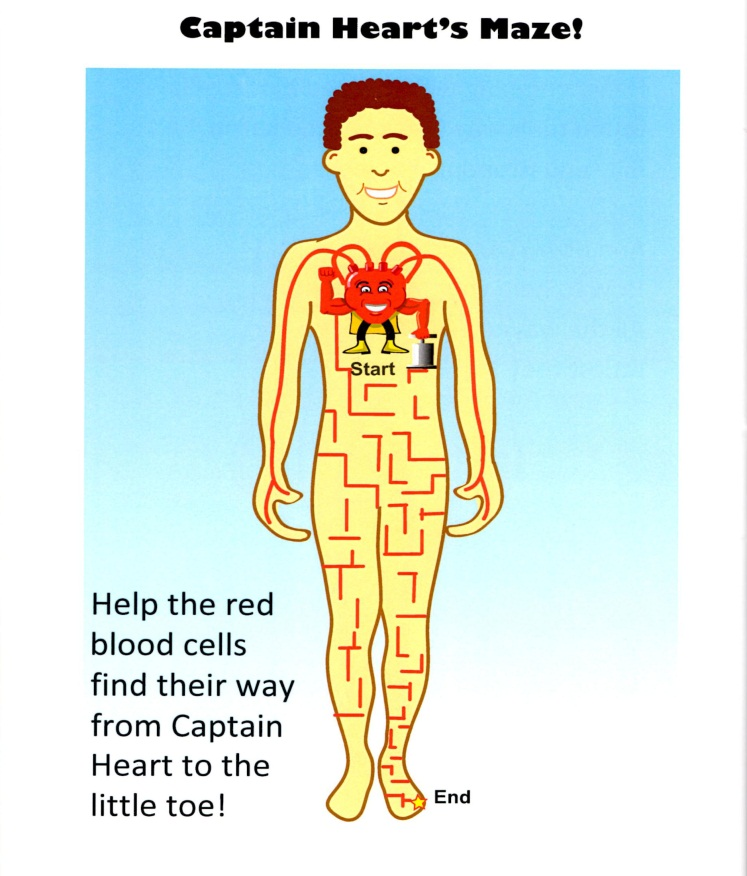 Captain Heart's Maze!
Start
Help the red
blood cells
find their way
from Captain
Heart to the
little toe!
End